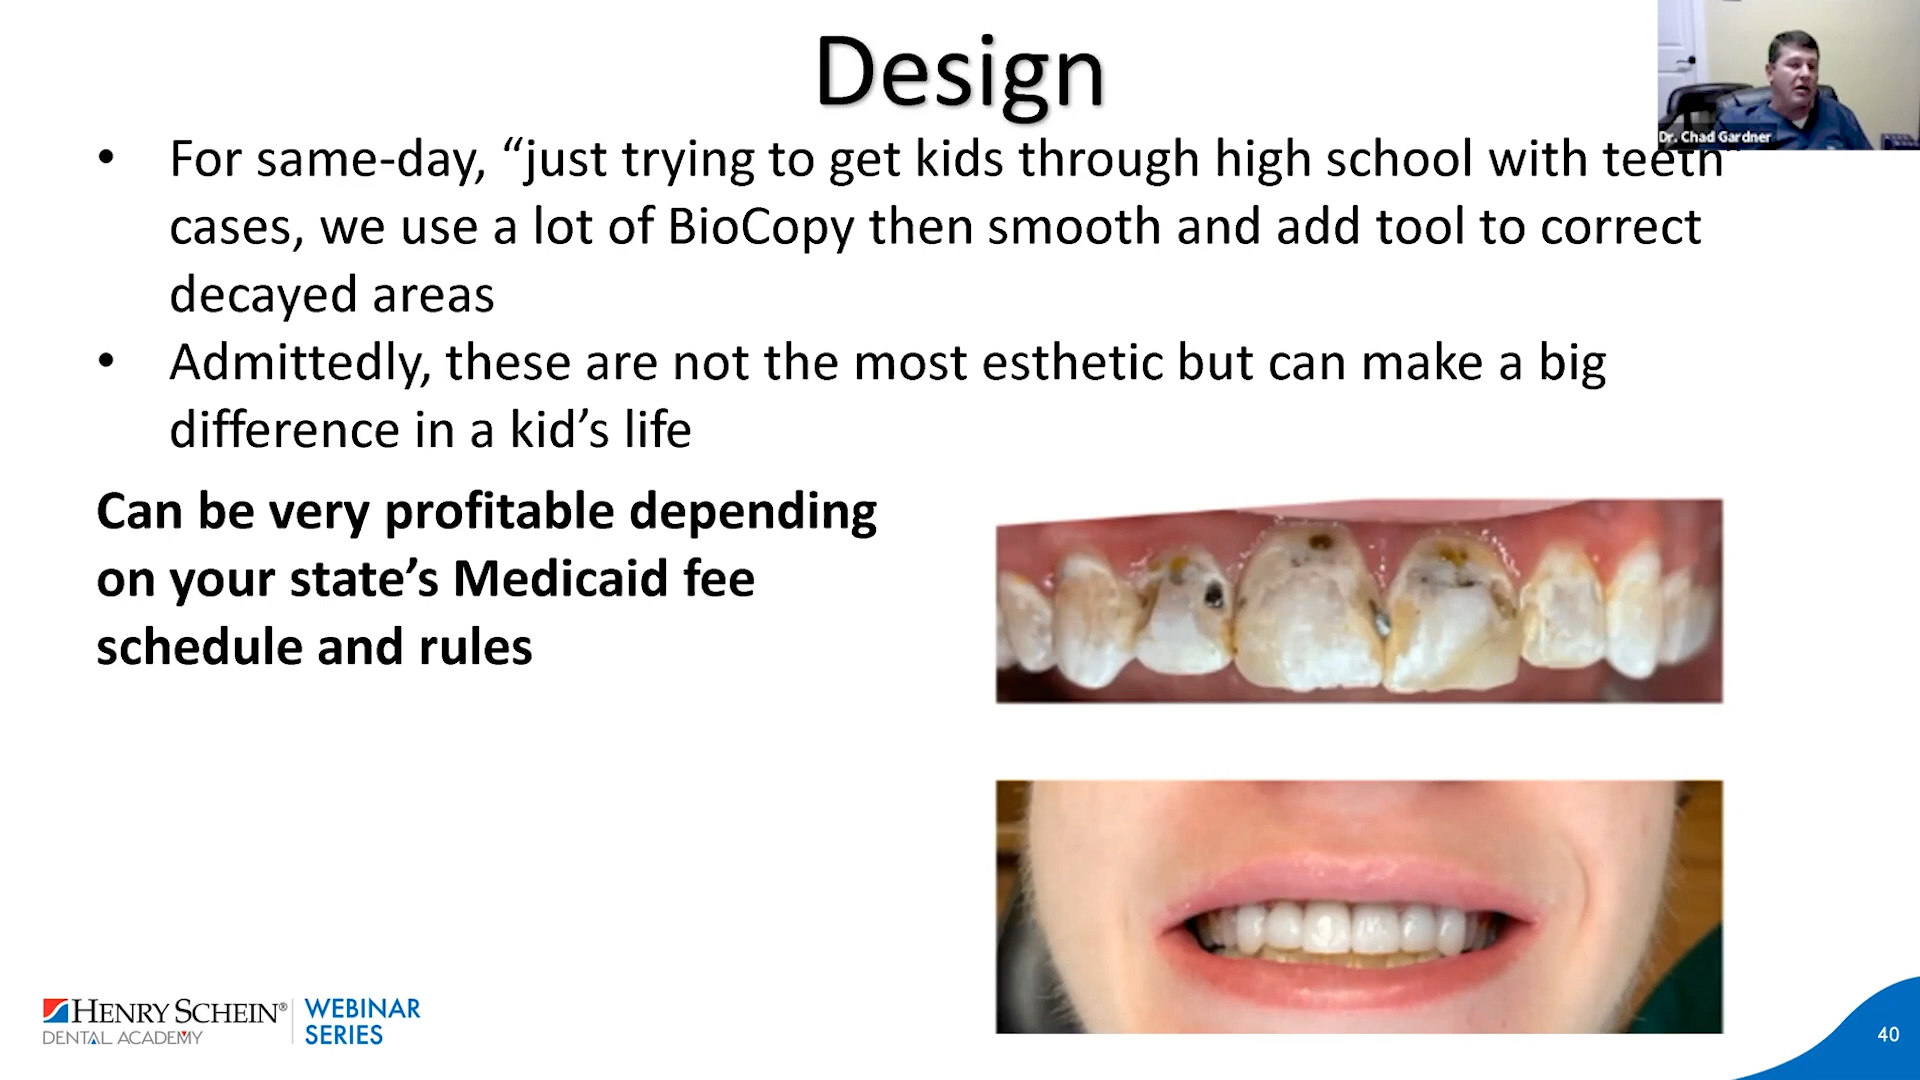 Design
Dr. Chad Gardner
• For same-day, “just trying to get kids through high school with teeth”
cases, we use a lot of BioCopy then smooth and add tool to correct
decayed areas
• Admittedly, these are not the most esthetic but can make a big
difference in a kid’s life
Can be very profitable depending
on your state’s Medicaid fee
schedule and rules
HENRY SCHEIN®
DENTAL ACADEMY
WEBINAR
SERIES
40